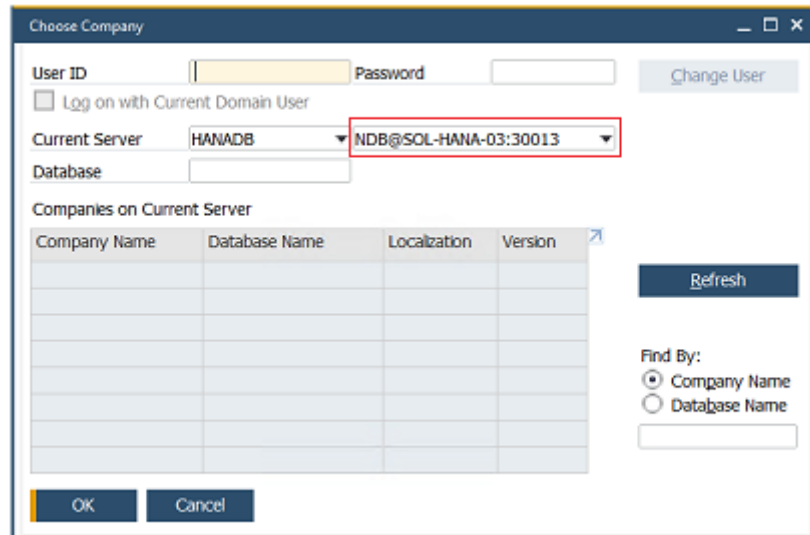 Choose Company
User ID
Password
Change User
Log on with Current Domain User
Current Server
HANADB
NDB@SOL-HANA-03:30013
Database
Companies on Current Server
Company Name
Database Name
Localization
Version
Refresh
Find By:
Company Name
Database Name
OK
Cancel